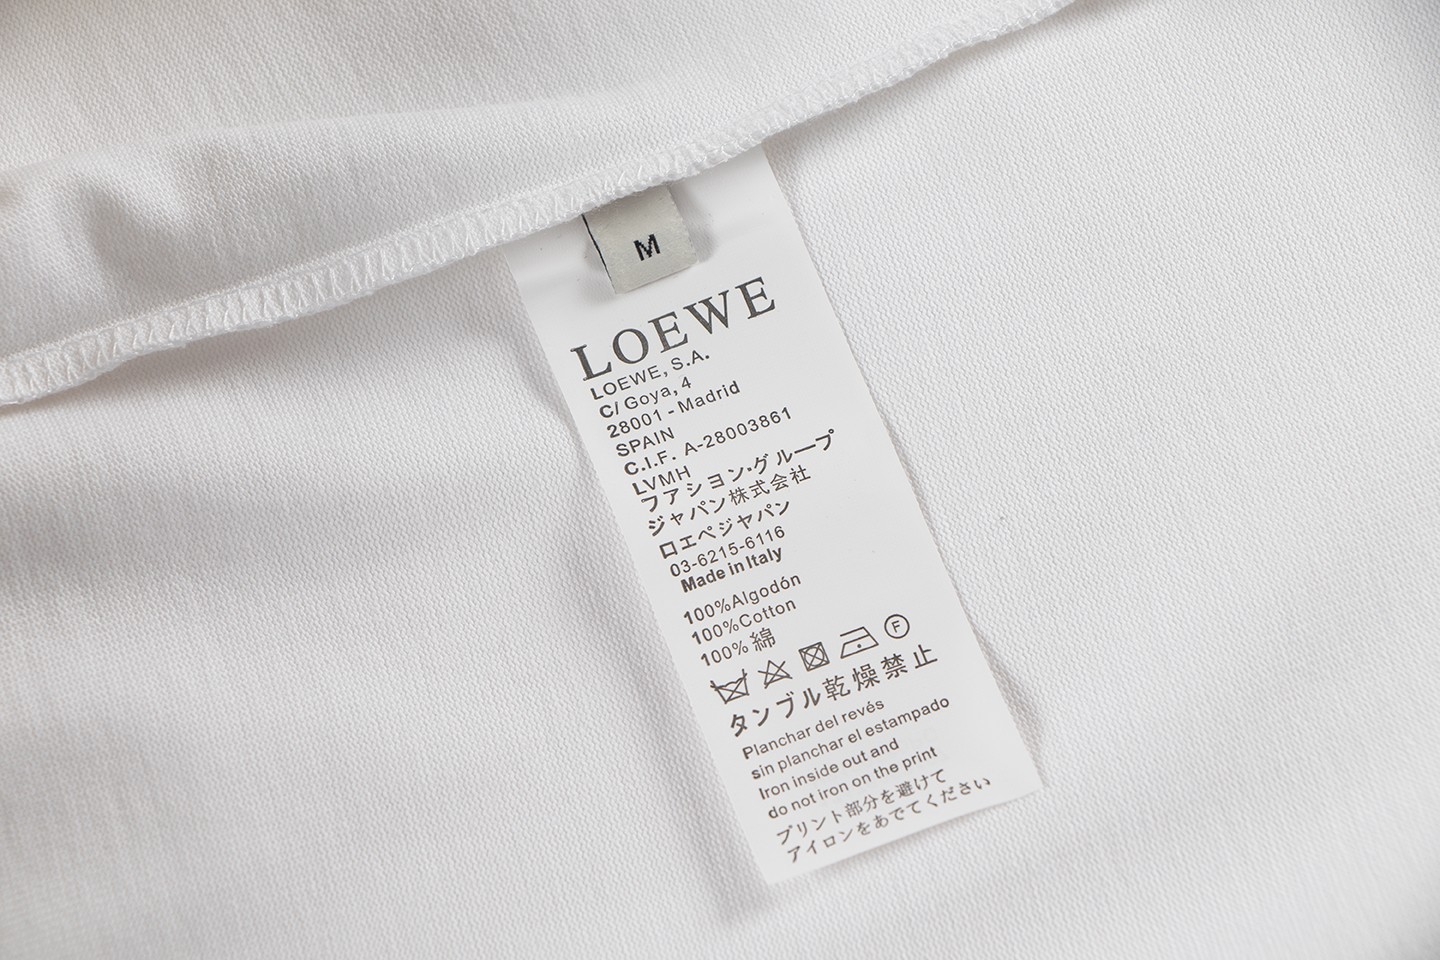 M
LOEWE
LOEWE, S.A.
C/ Goya, 4
28001 - Madrid
SPAIN
C.I.F. A-28003861
LVMH
ファション・グループ
ジャパン株式会社
ロエペジャパン
03-6215-6116
Made in Italy
100%Algodón
100%Cotton
100%綿
F
タンブル乾燥禁止
Planchar del revés
sin planchar el estampado
Iron inside out and
do not iron on the print
プリント部分を避けて
アイロンをあでてください